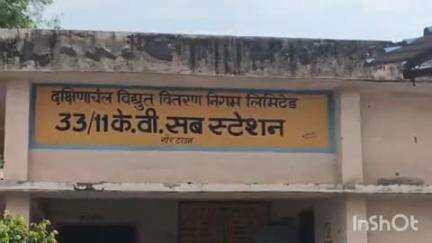 दक्षिणांचल विद्युत वितरण निगम लिमिटेड
33/11 के.वी. सब स्टेशन
InShOt